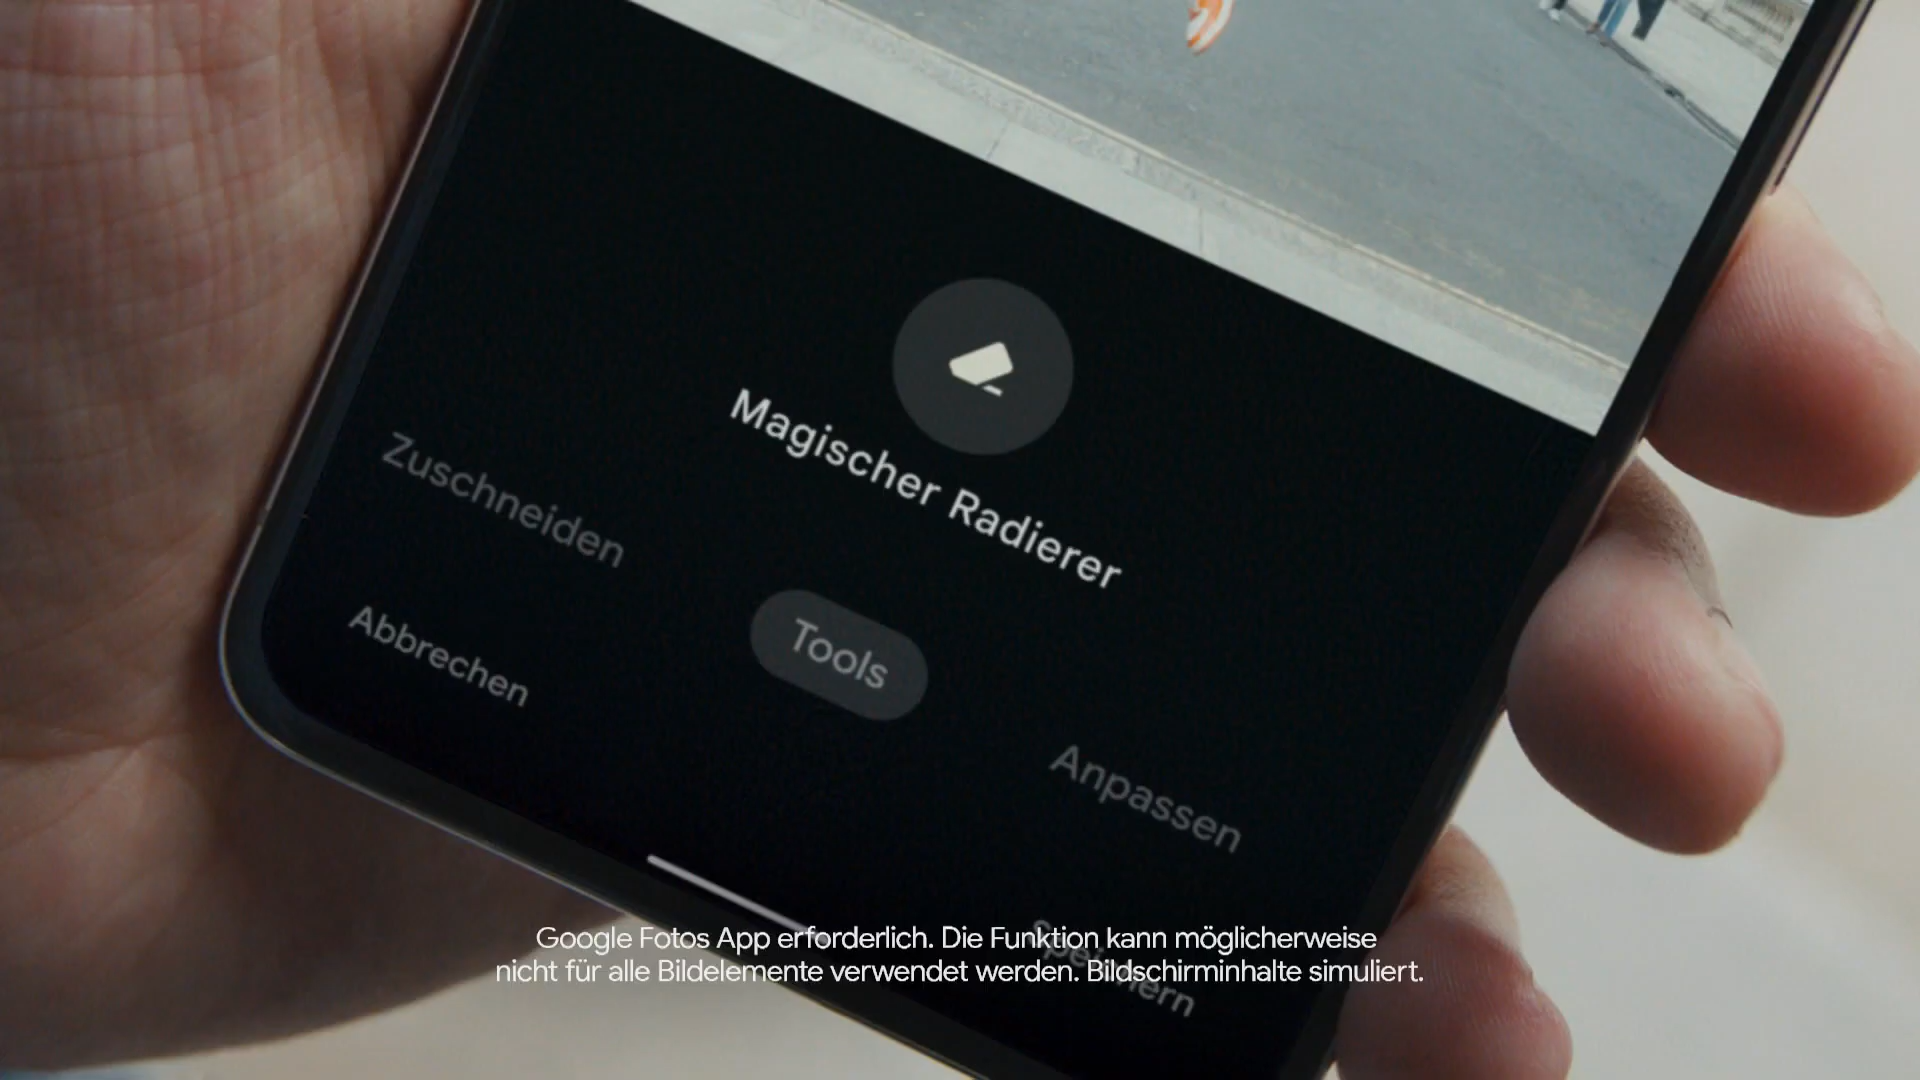 Magischer Radierer
Zuschneiden
Tools
Anpassen
Abbrechen
Speichern
Google Fotos App erforderlich. Die Funktion kann möglicherweise
nicht für alle Bildelemente verwendet werden. Bildschirminhalte simuliert.